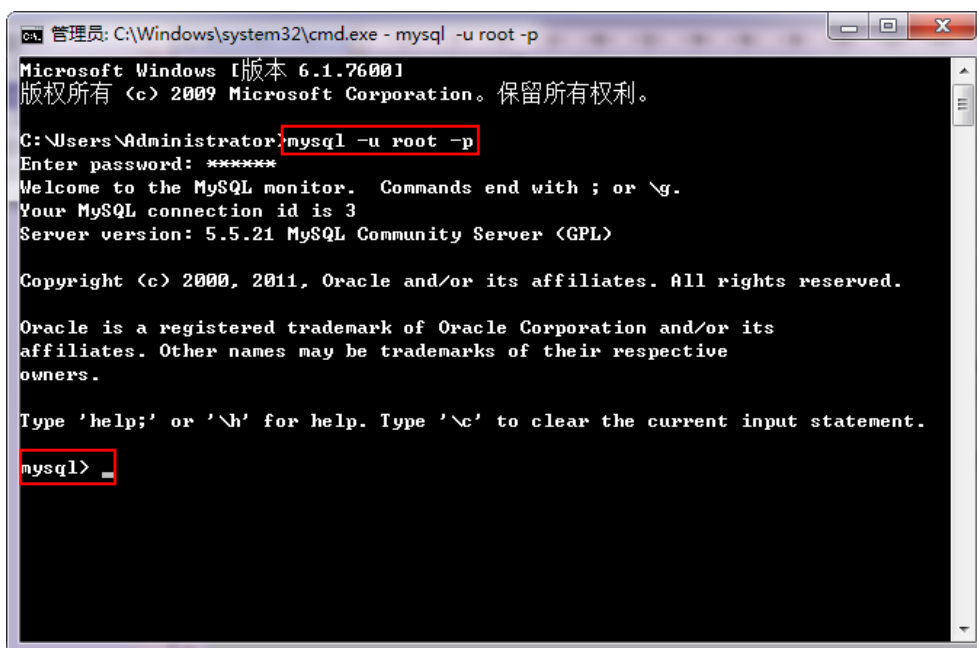 管理员: C:\Windows\system32\cmd.exe - mysql -u root -p
Microsoft Windows [版本 6.1.7600]
版权所有 (c) 2009 Microsoft Corporation。保留所有权利。
C:\Users\Administrator>mysql -u root -p
Enter password: ******
Welcome to the MySQL monitor.  Commands end with ; or \g.
Your MySQL connection id is 3
Server version: 5.5.21 MySQL Community Server (GPL)
Copyright (c) 2000, 2011, Oracle and/or its affiliates. All rights reserved.
Oracle is a registered trademark of Oracle Corporation and/or its
affiliates. Other names may be trademarks of their respective
owners.
Type 'help;' or '\h' for help. Type '\c' to clear the current input statement.
mysql> _